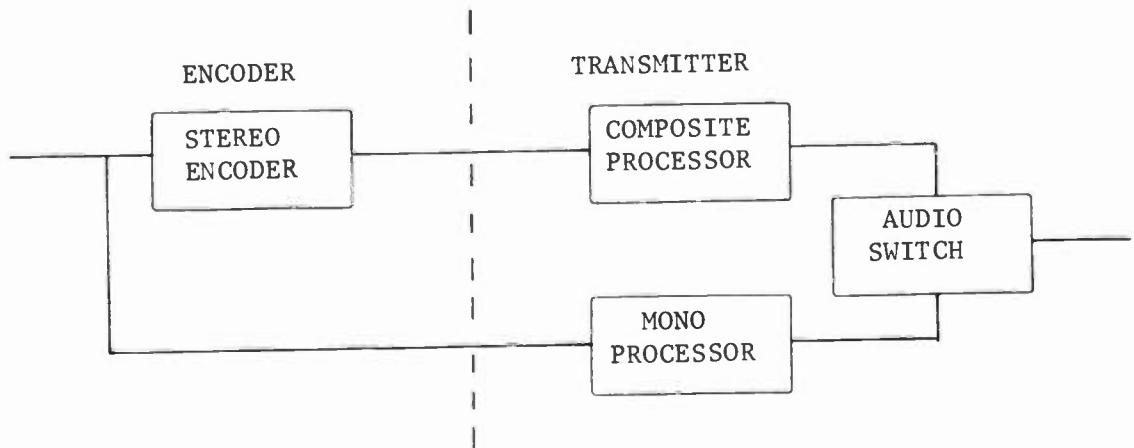 ENCODER
TRANSMITTER
STEREO
ENCODER
COMPOSITE
PROCESSOR
AUDIO
SWITCH
MONO
PROCESSOR